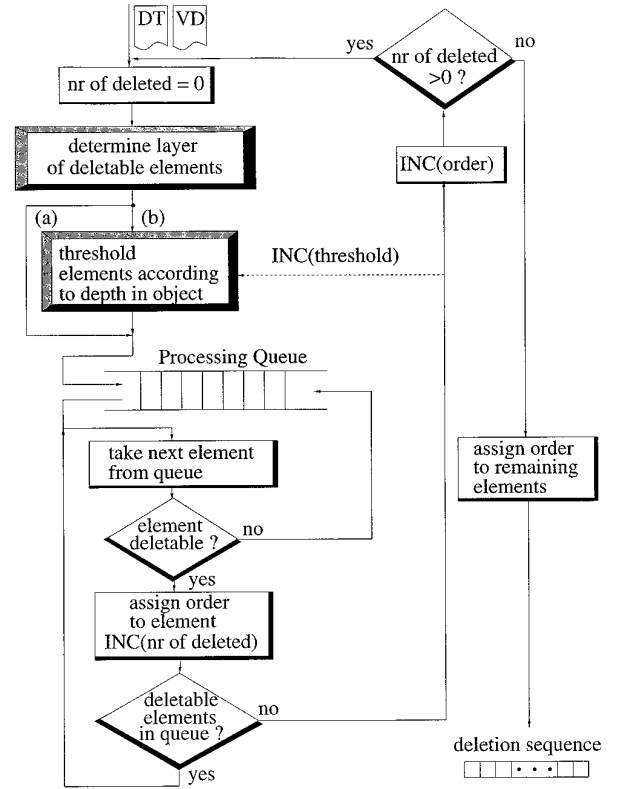 DT VD
yes
nr of deleted
>0 ?
no
nr of deleted = 0
determine layer
of deletable elements
INC(order)
(a)
(b)
threshold
elements according
to depth in object
INC(threshold)
Processing Queue
take next element
from queue
assign order
to remaining
elements
element
deletable ?
no
yes
assign order
to element
INC(nr of deleted)
deletable
elements
in queue ?
no
yes
deletion sequence